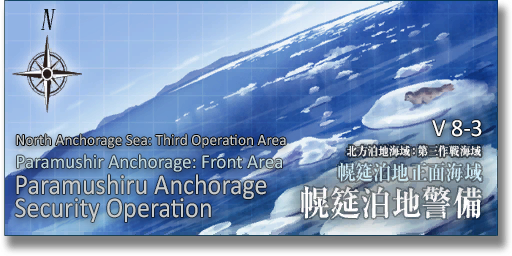 N
North Anchorage Sea: Third Operation Area
Paramushir Anchorage: Front Area
Paramushiru Anchorage
Security Operation
V 8-3
北方泊地海域:第三作戦海域
幌筵泊地正面海域
幌筵泊地警備